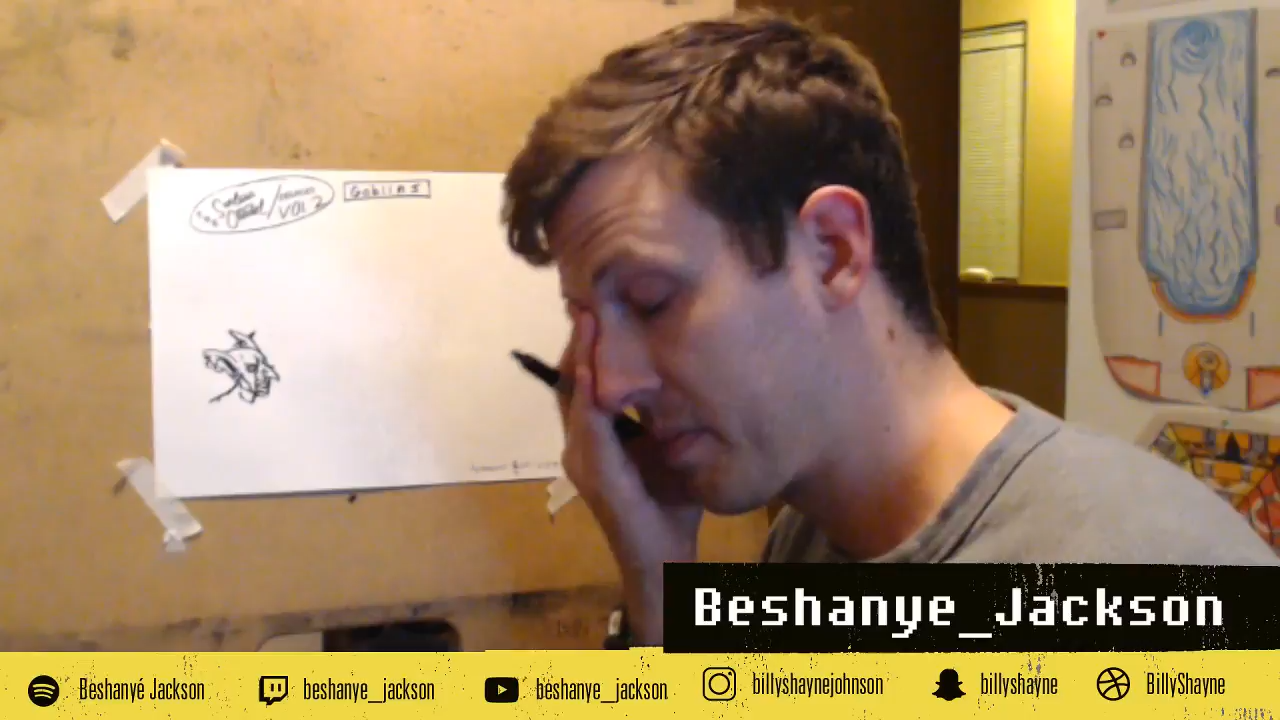 VOL 2
Goblins
Beshanye_Jackson
Beshanyé Jackson
beshanye_jackson
beshanye_jackson
billyshaynejohnson
billyshayne
BillyShayne